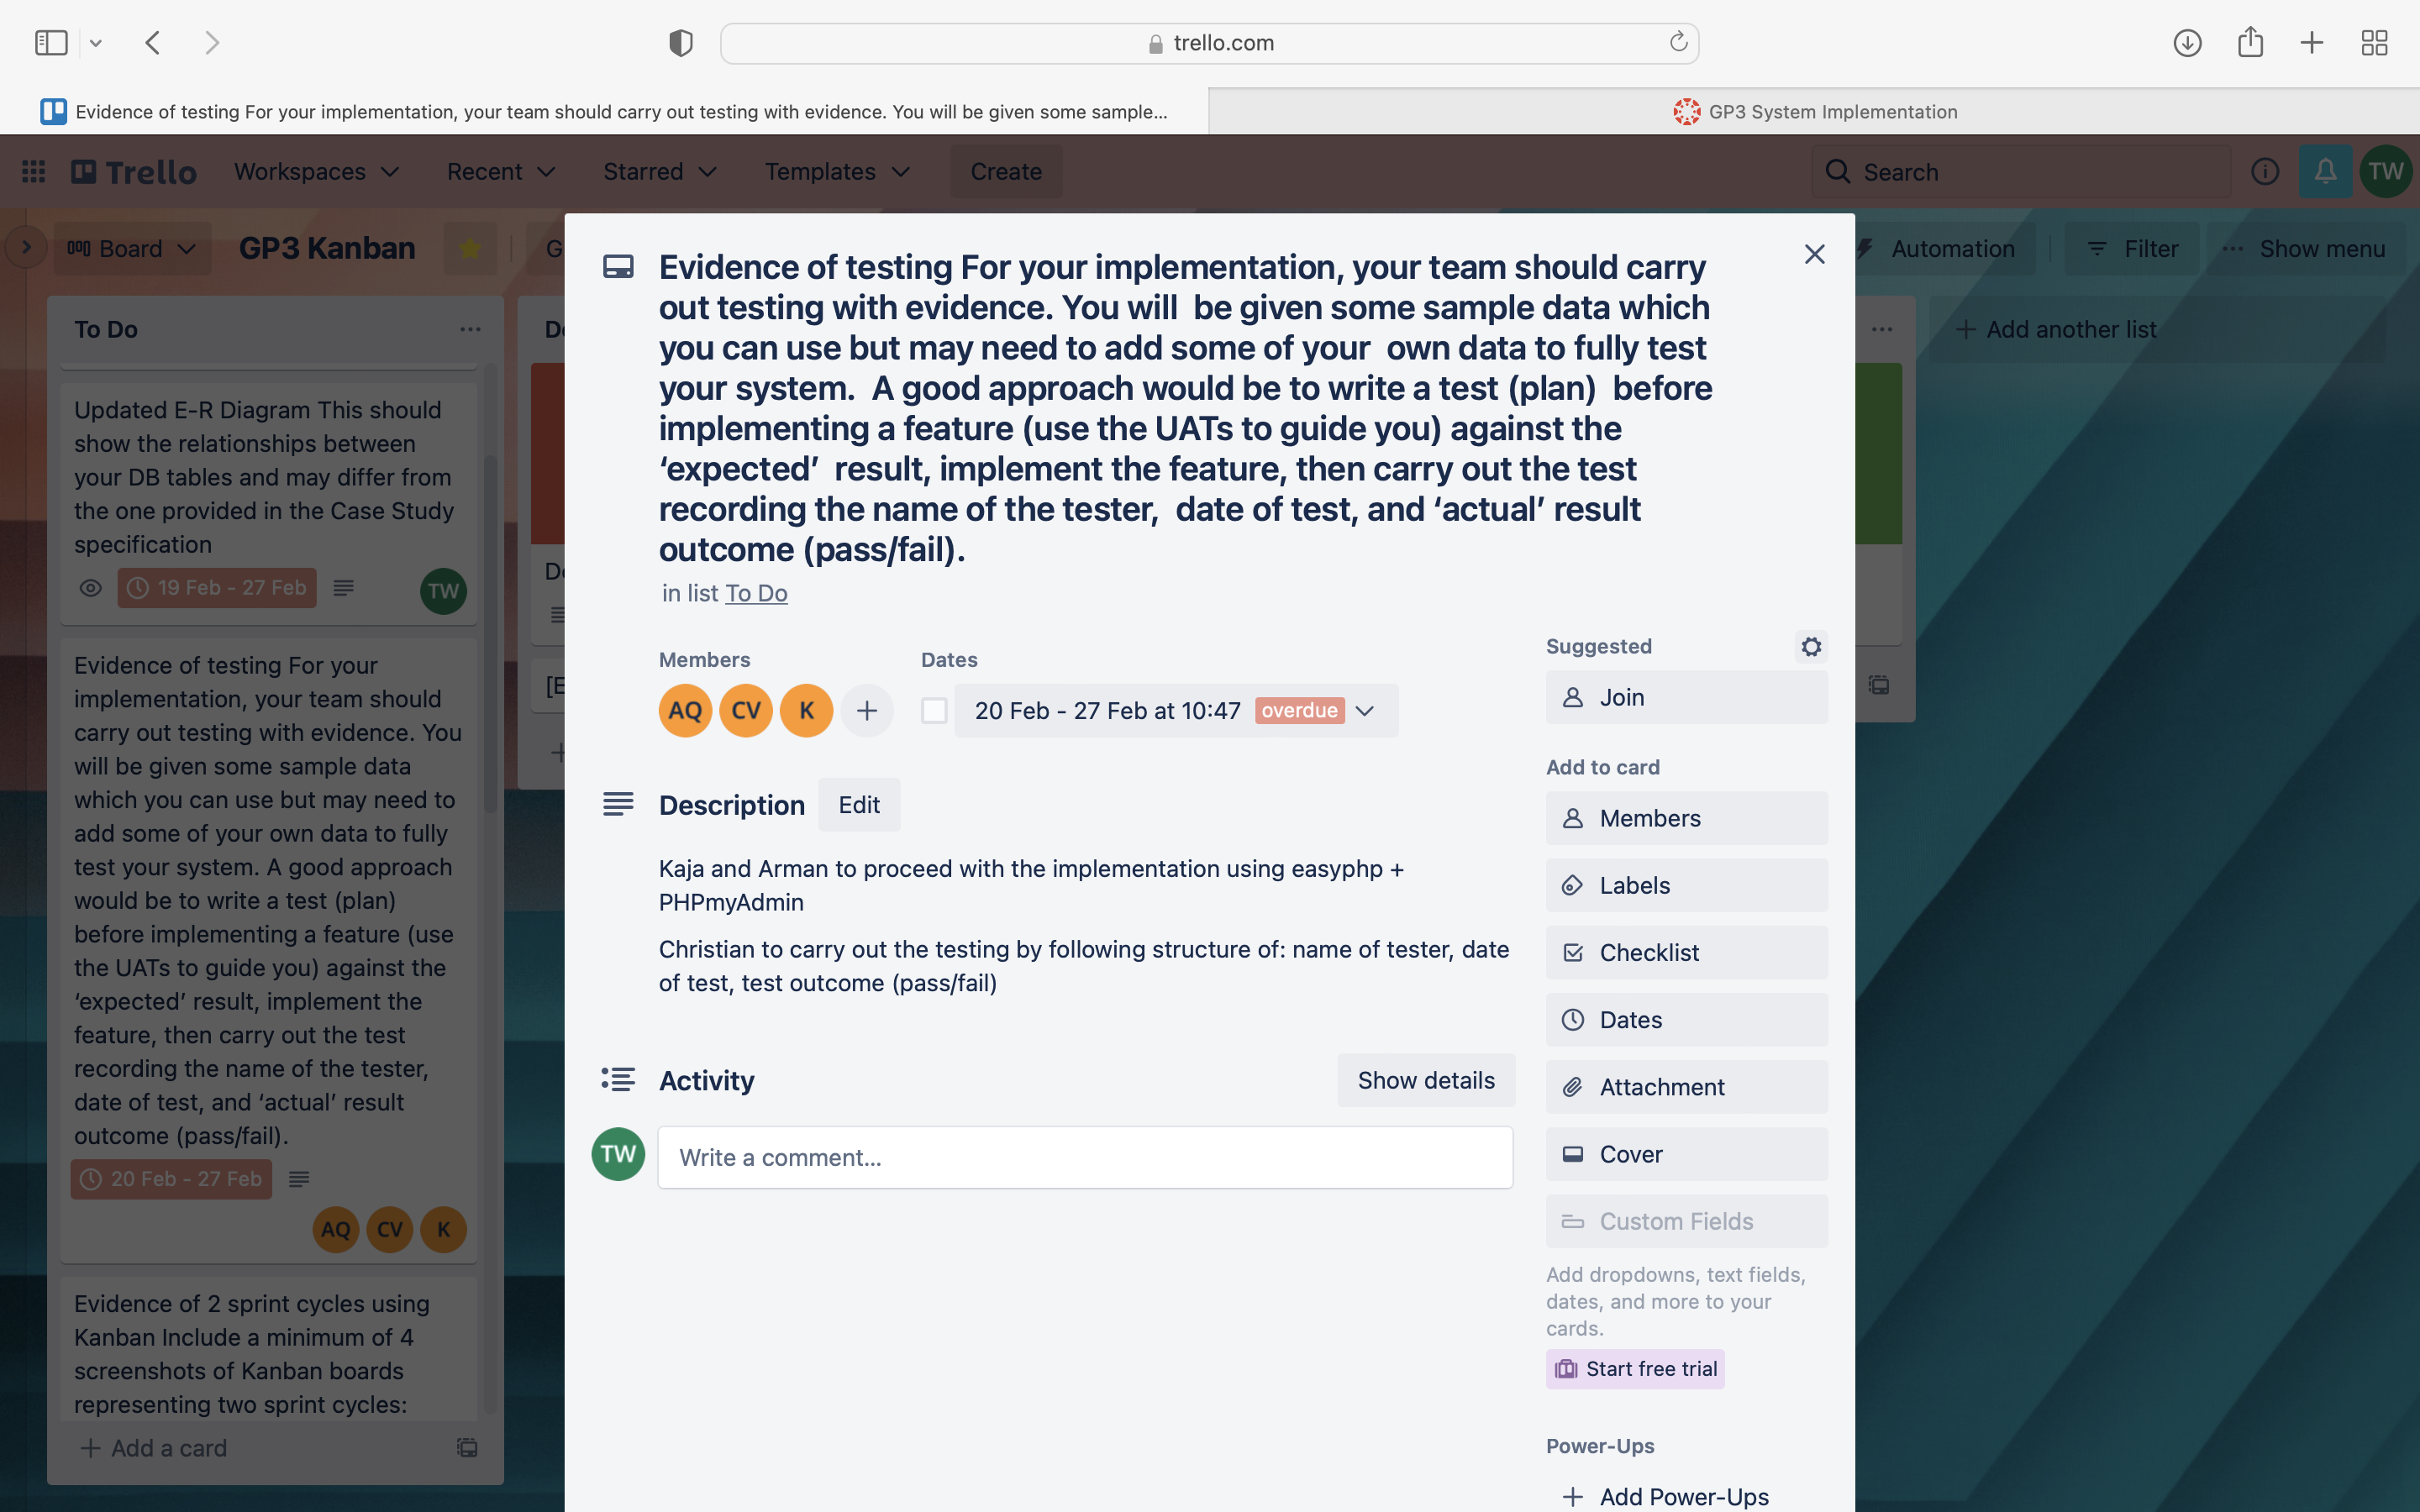 trello.com
Evidence of testing For your implementation, your team should carry out testing with evidence. You will be given some sample...
GP3 System Implementation
Trello
Workspaces
Recent
Starred
Templates
Create
Search
TW
Board
GP3 Kanban
G
Automation
Filter
Show menu
To Do
Updated E-R Diagram This should
show the relationships between
your DB tables and may differ from
the one provided in the Case Study
specification
19 Feb - 27 Feb
TW
Evidence of testing For your
implementation, your team should
carry out testing with evidence. You
will be given some sample data
which you can use but may need to
add some of your own data to fully
test your system. A good approach
would be to write a test (plan)
before implementing a feature (use
the UATs to guide you) against the
‘expected’ result, implement the
feature, then carry out the test
recording the name of the tester,
date of test, and ‘actual’ result
outcome (pass/fail).
20 Feb - 27 Feb
AQ
CV
K
Evidence of 2 sprint cycles using
Kanban Include a minimum of 4
screenshots of Kanban boards
representing two sprint cycles:
Add a card
D
D
[E
Evidence of testing For your implementation, your team should carry
out testing with evidence. You will  be given some sample data which
you can use but may need to add some of your  own data to fully test
your system.  A good approach would be to write a test (plan)  before
implementing a feature (use the UATs to guide you) against the
‘expected’  result, implement the feature, then carry out the test
recording the name of the tester,  date of test, and ‘actual’ result
outcome (pass/fail).
in list To Do
Members
AQ
CV
K
Dates
20 Feb - 27 Feb at 10:47 overdue
Description
Edit
Kaja and Arman to proceed with the implementation using easyphp +
PHPmyAdmin
Christian to carry out the testing by following structure of: name of tester, date
of test, test outcome (pass/fail)
Activity
Show details
TW
Write a comment...
Suggested
Join
Add to card
Members
Labels
Checklist
Dates
Attachment
Cover
Custom Fields
Add dropdowns, text fields,
dates, and more to your
cards.
Start free trial
Power-Ups
Add Power-Ups
Add another list